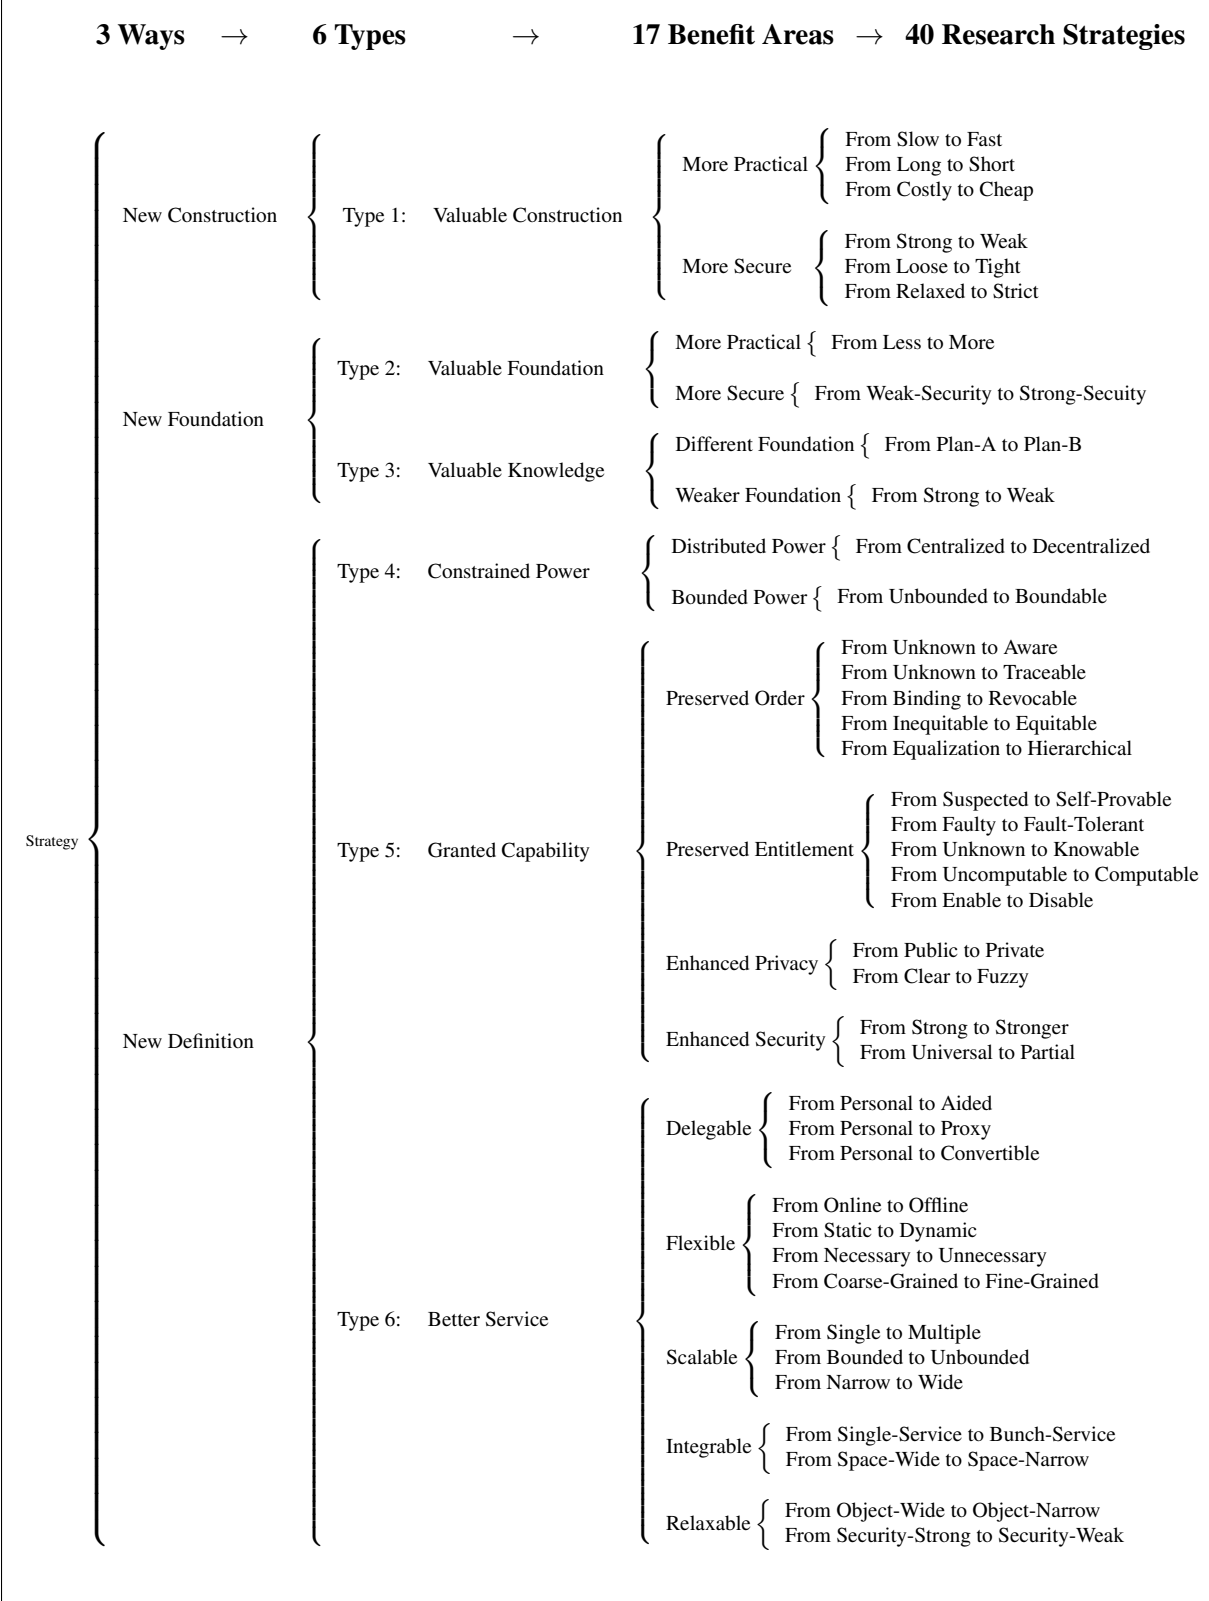 3 Ways → 6 Types → 17 Benefit Areas → 40 Research Strategies
Strategy
New Construction
Type 1: Valuable Construction
More Practical
From Slow to Fast
From Long to Short
From Costly to Cheap
More Secure
From Strong to Weak
From Loose to Tight
From Relaxed to Strict
New Foundation
Type 2: Valuable Foundation
More Practical { From Less to More
More Secure { From Weak-Security to Strong-Secuity
Type 3: Valuable Knowledge
Different Foundation { From Plan-A to Plan-B
Weaker Foundation { From Strong to Weak
New Definition
Type 4: Constrained Power
Distributed Power { From Centralized to Decentralized
Bounded Power { From Unbounded to Boundable
Type 5: Granted Capability
Preserved Order
From Unknown to Aware
From Unknown to Traceable
From Binding to Revocable
From Inequitable to Equitable
From Equalization to Hierarchical
Preserved Entitlement
From Suspected to Self-Provable
From Faulty to Fault-Tolerant
From Unknown to Knowable
From Uncomputable to Computable
From Enable to Disable
Enhanced Privacy
From Public to Private
From Clear to Fuzzy
Enhanced Security
From Strong to Stronger
From Universal to Partial
Type 6: Better Service
Delegable
From Personal to Aided
From Personal to Proxy
From Personal to Convertible
Flexible
From Online to Offline
From Static to Dynamic
From Necessary to Unnecessary
From Coarse-Grained to Fine-Grained
Scalable
From Single to Multiple
From Bounded to Unbounded
From Narrow to Wide
Integrable
From Single-Service to Bunch-Service
From Space-Wide to Space-Narrow
Relaxable
From Object-Wide to Object-Narrow
From Security-Strong to Security-Weak